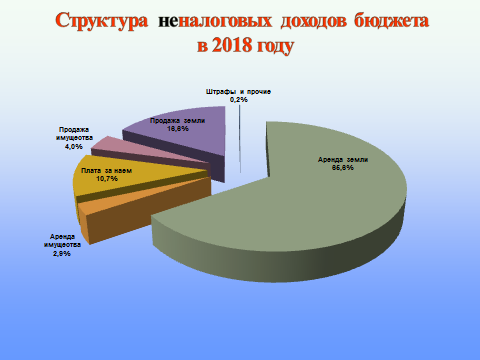 Структура неналоговых доходов бюджета
в 2018 году
Штрафы и прочие
0,2%
Продажа земли
16,6%
Продажа
имущества
4,0%
Аренда земли
65,6%
Плата за наем
10,7%
Аренда
имущества
2,9%